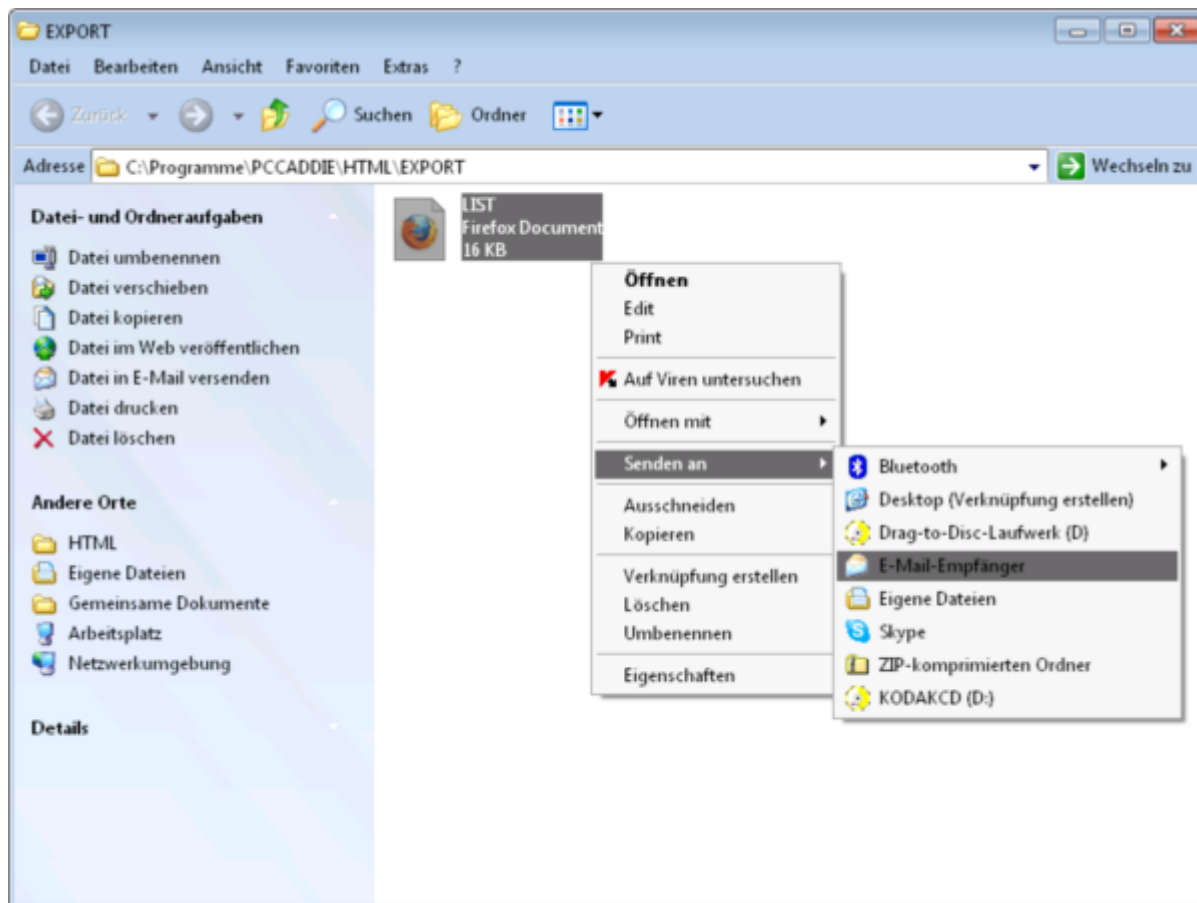 EXPORT
Datei Bearbeiten Ansicht Favoriten Extras ?
Zurück Suchen Ordner
Adresse C:\Programme\PCCADDIE\HTML\EXPORT Wechseln zu
Datei- und Ordneraufgaben
Datei umbenennen
Datei verschieben
Datei kopieren
Datei im Web veröffentlichen
Datei in E-Mail versenden
Datei drucken
Datei löschen
Andere Orte
HTML
Eigene Dateien
Gemeinsame Dokumente
Arbeitsplatz
Netzwerkumgebung
Details
LIST
Firefox Document
16 KB
Öffnen
Edit
Print
Auf Viren untersuchen
Öffnen mit
Senden an
Ausschneiden
Kopieren
Verknüpfung erstellen
Löschen
Umbenennen
Eigenschaften
Bluetooth
Desktop (Verknüpfung erstellen)
Drag-to-Disc-Laufwerk (D)
E-Mail-Empfänger
Eigene Dateien
Skype
ZIP-komprimierten Ordner
KODAKCD (D:)